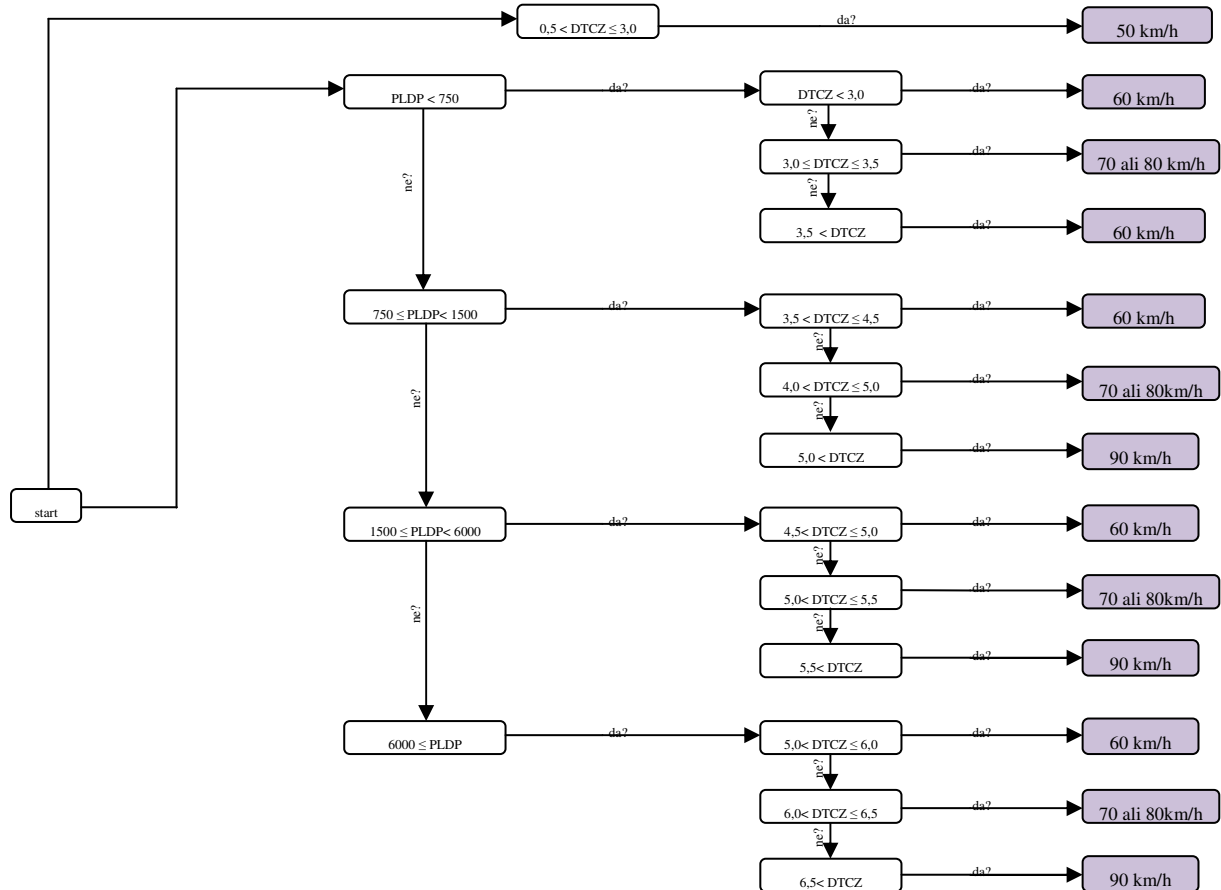 0,5 < DTCZ ≤ 3,0
da?
50 km/h
PLDP < 750
da?
DTCZ < 3,0
da?
60 km/h
ne?
3,0 ≤ DTCZ ≤ 3,5
da?
70 ali 80 km/h
ne?
ne?
3,5 < DTCZ
da?
60 km/h
750 ≤ PLDP< 1500
da?
3,5 < DTCZ ≤ 4,5
da?
60 km/h
ne?
4,0 < DTCZ ≤ 5,0
da?
70 ali 80km/h
ne?
ne?
5,0 < DTCZ
da?
90 km/h
start
1500 ≤ PLDP< 6000
da?
4,5< DTCZ ≤ 5,0
da?
60 km/h
ne?
5,0< DTCZ ≤ 5,5
da?
70 ali 80km/h
ne?
ne?
5,5< DTCZ
da?
90 km/h
6000 ≤ PLDP
da?
5,0< DTCZ ≤ 6,0
da?
60 km/h
ne?
6,0< DTCZ ≤ 6,5
da?
70 ali 80km/h
ne?
6,5< DTCZ
da?
90 km/h